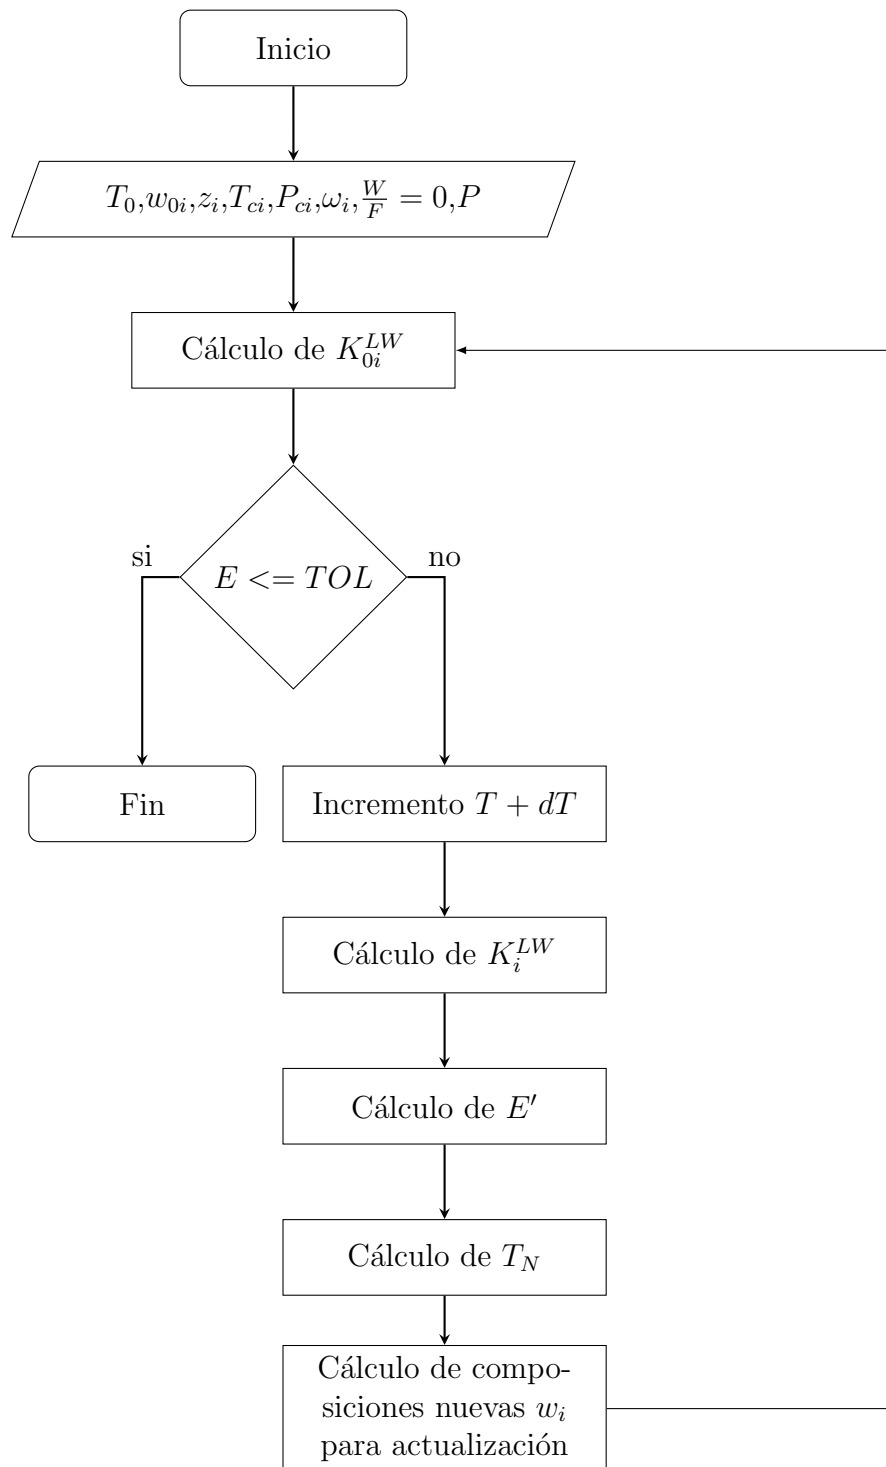 Inicio
$T_0$,$w_{0i}$,$z_i$,$T_{ci}$,$P_{ci}$,$\omega_i$,$\frac{W}{F} = 0$,$P$
Cálculo de $K_{0i}^{LW}$
si
no
$E <= TOL$
Fin
Incremento $T + dT$
Cálculo de $K_i^{LW}$
Cálculo de $E'$
Cálculo de $T_N$
Cálculo de compo-
siciones nuevas $w_i$
para actualización